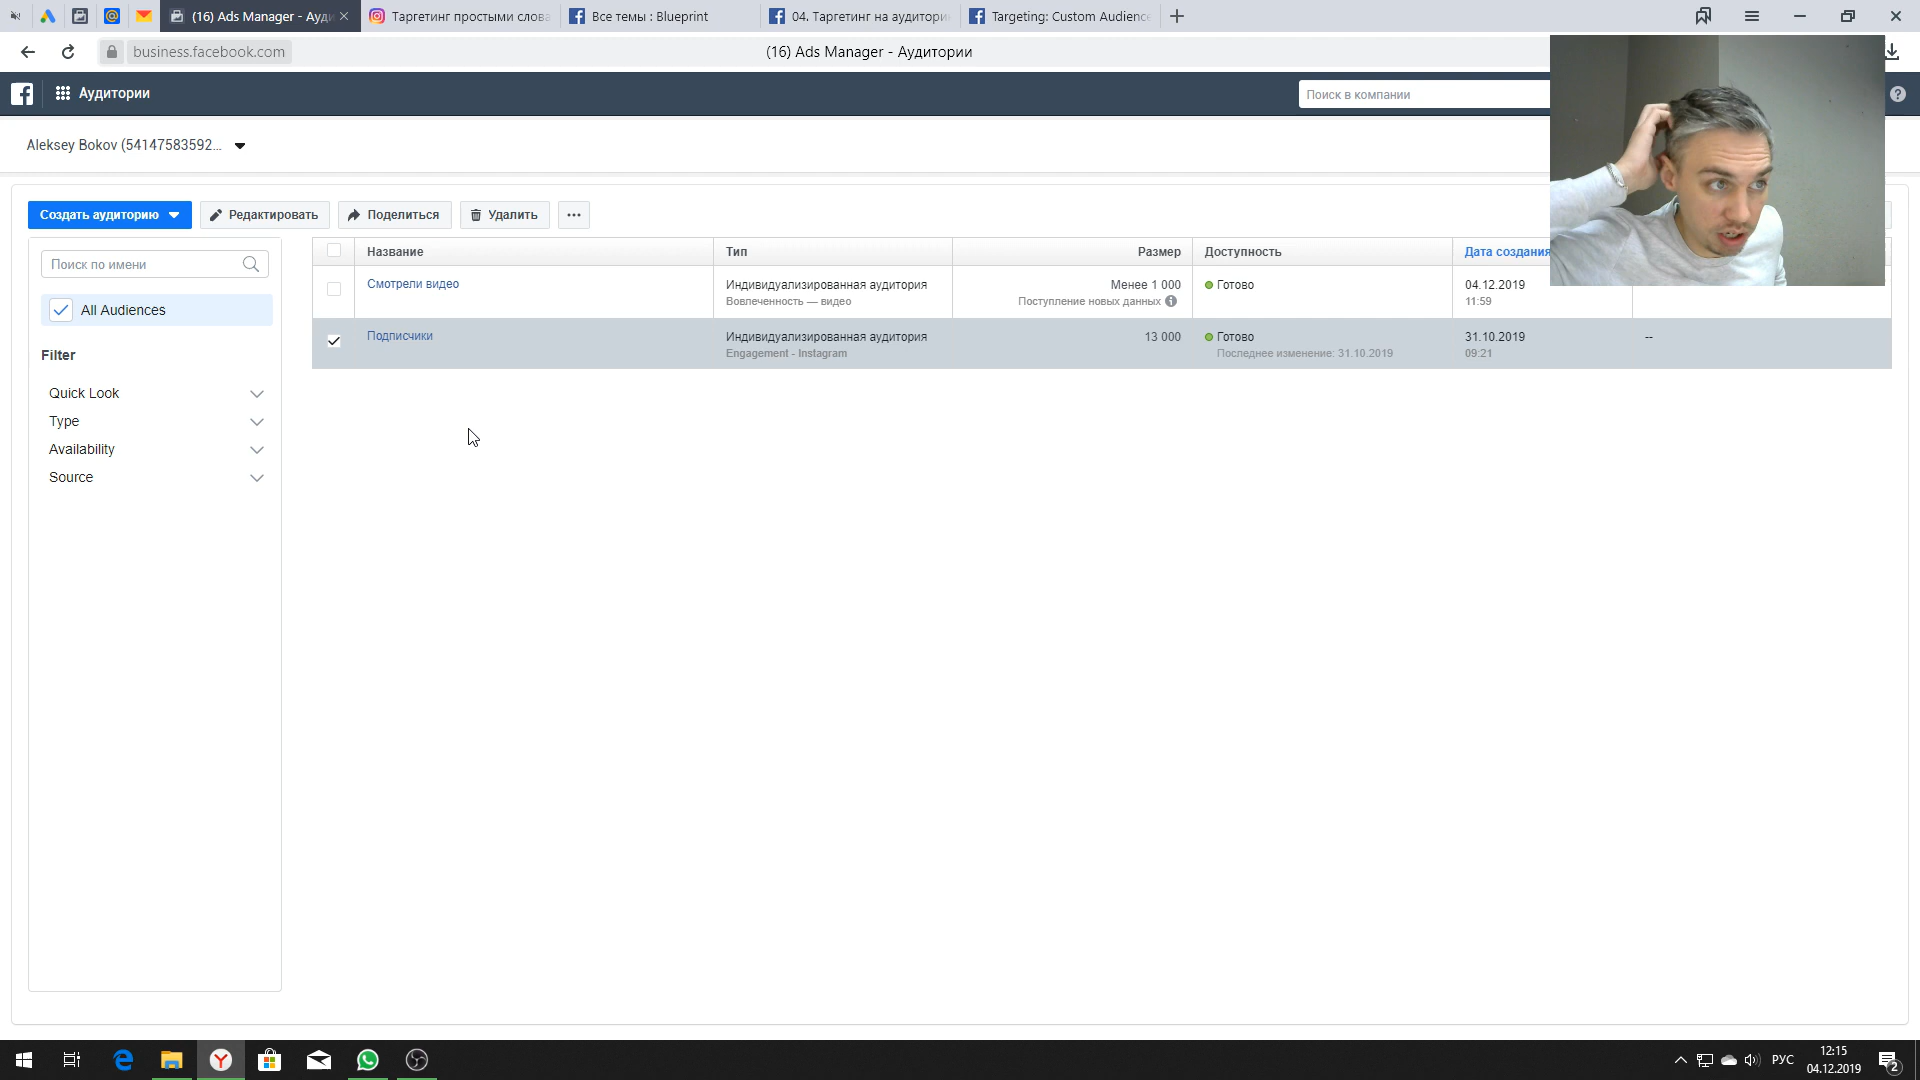 (16) Ads Manager - Ауди
Таргетинг простыми слова
Все темы : Blueprint
04. Таргетинг на аудитори
Targeting: Custom Audience
business.facebook.com
(16) Ads Manager - Аудитории
Аудитории
Поиск в компании
Aleksey Bokov (54147583592...
Создать аудиторию
Редактировать
Поделиться
Удалить
Поиск по имени
All Audiences
Filter
Quick Look
Type
Availability
Source
Название
Тип
Размер
Доступность
Дата создания
Смотрели видео
Индивидуализированная аудитория
Вовлеченность — видео
Менее 1 000
Поступление новых данных
Готово
04.12.2019
11:59
Подписчики
Индивидуализированная аудитория
Engagement - Instagram
13 000
Готово
Последнее изменение: 31.10.2019
31.10.2019
09:21
--
РУС
12:15
04.12.2019
2